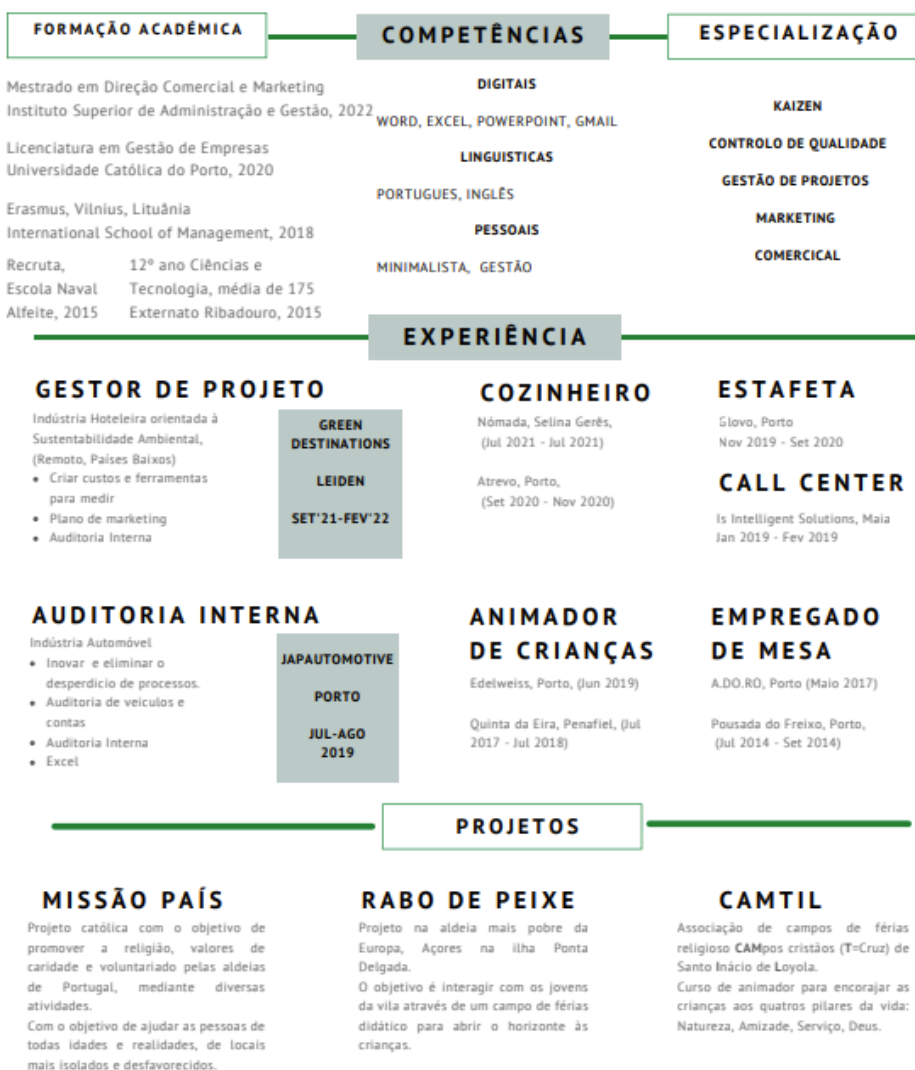 FORMAÇÃO ACADÉMICA
Mestrado em Direção Comercial e Marketing
Instituto Superior de Administração e Gestão, 2022
Licenciatura em Gestão de Empresas
Universidade Católica do Porto, 2020
Erasmus, Vilnius, Lituânia
International School of Management, 2018
Recruta,
Escola Naval
Alfeite, 2015
12º ano Ciências e
Tecnologia, média de 175
Externato Ribadouro, 2015
COMPETÊNCIAS
DIGITAIS
WORD, EXCEL, POWERPOINT, GMAIL
LINGUISTICAS
PORTUGUES, INGLÊS
PESSOAIS
MINIMALISTA, GESTÃO
ESPECIALIZAÇÃO
KAIZEN
CONTROLO DE QUALIDADE
GESTÃO DE PROJETOS
MARKETING
COMERCICAL
EXPERIÊNCIA
GESTOR DE PROJETO
Indústria Hoteleira orientada à
Sustentabilidade Ambiental,
(Remoto, Países Baixos)
• Criar custos e ferramentas
para medir
• Plano de marketing
• Auditoria Interna
GREEN
DESTINATIONS
LEIDEN
SET'21-FEV'22
COZINHEIRO
Nómada, Selina Gerês,
(Jul 2021 - Jul 2021)
Atrevo, Porto,
(Set 2020 - Nov 2020)
ESTAFETA
Glovo, Porto
Nov 2019 - Set 2020
CALL CENTER
Is Intelligent Solutions, Maia
Jan 2019 - Fev 2019
AUDITORIA INTERNA
Indústria Automóvel
• Inovar e eliminar o
desperdicio de processos.
• Auditoria de veiculos e
contas
• Auditoria Interna
• Excel
JAPAUTOMOTIVE
PORTO
JUL-AGO
2019
ANIMADOR
DE CRIANÇAS
Edelweiss, Porto, (Jun 2019)
Quinta da Eira, Penafiel, (Jul
2017 - Jul 2018)
EMPREGADO
DE MESA
A.DO.RO, Porto (Maio 2017)
Pousada do Freixo, Porto,
(Jul 2014 - Set 2014)
PROJETOS
MISSÃO PAÍS
Projeto católica com o objetivo de
promover a religião, valores de
caridade e voluntariado pelas aldeias
de Portugal, mediante diversas
atividades.
Com o objetivo de ajudar as pessoas de
todas idades e realidades, de locais
mais isolados e desfavorecidos.
RABO DE PEIXE
Projeto na aldeia mais pobre da
Europa, Açores na ilha Ponta
Delgada.
O objetivo é interagir com os jovens
da vila através de um campo de férias
didático para abrir o horizonte às
crianças.
CAMTIL
Associação de campos de férias
religioso CAMpos cristãos (T=Cruz) de
Santo Inácio de Loyola.
Curso de animador para encorajar as
crianças aos quatros pilares da vida:
Natureza, Amizade, Serviço, Deus.